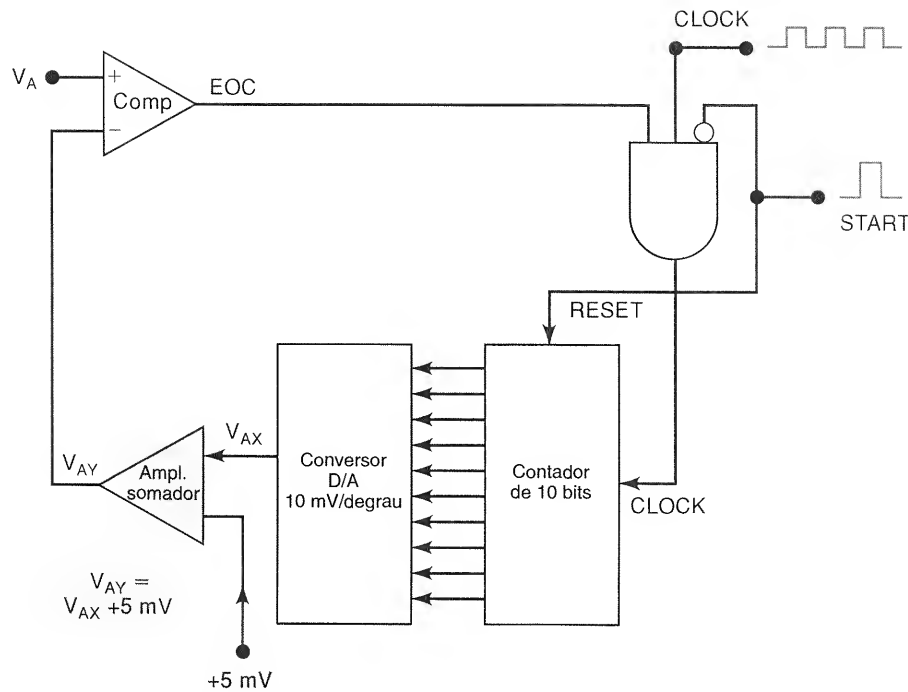 CLOCK
V_A
+
Comp
−
EOC
START
RESET
V_AX
V_AY
Ampl.
somador
Conversor
D/A
10 mV/degrau
Contador
de 10 bits
CLOCK
V_AY =
V_AX +5 mV
+5 mV